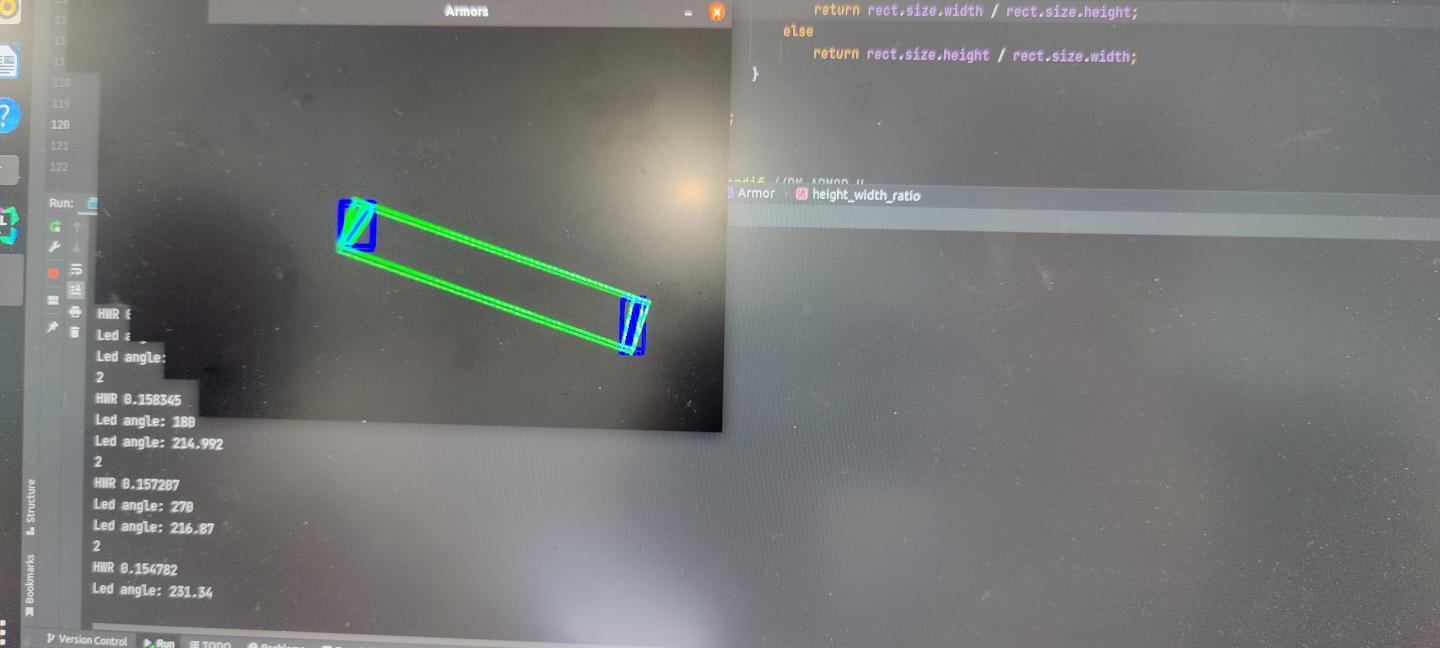 Armors
return rect.size.width / rect.size.height;
else
return rect.size.height / rect.size.width;
}
;
118
119
120
121
122
Armor height_width_ratio
Run:
HWR
Led
Led angle:
2
HWR 0.158345
Led angle: 180
Led angle: 214.992
2
HWR 0.157207
Led angle: 270
Led angle: 216.87
2
HWR 0.154782
Led angle: 231.34
Structure
Bookmarks
Version Control Run TODO